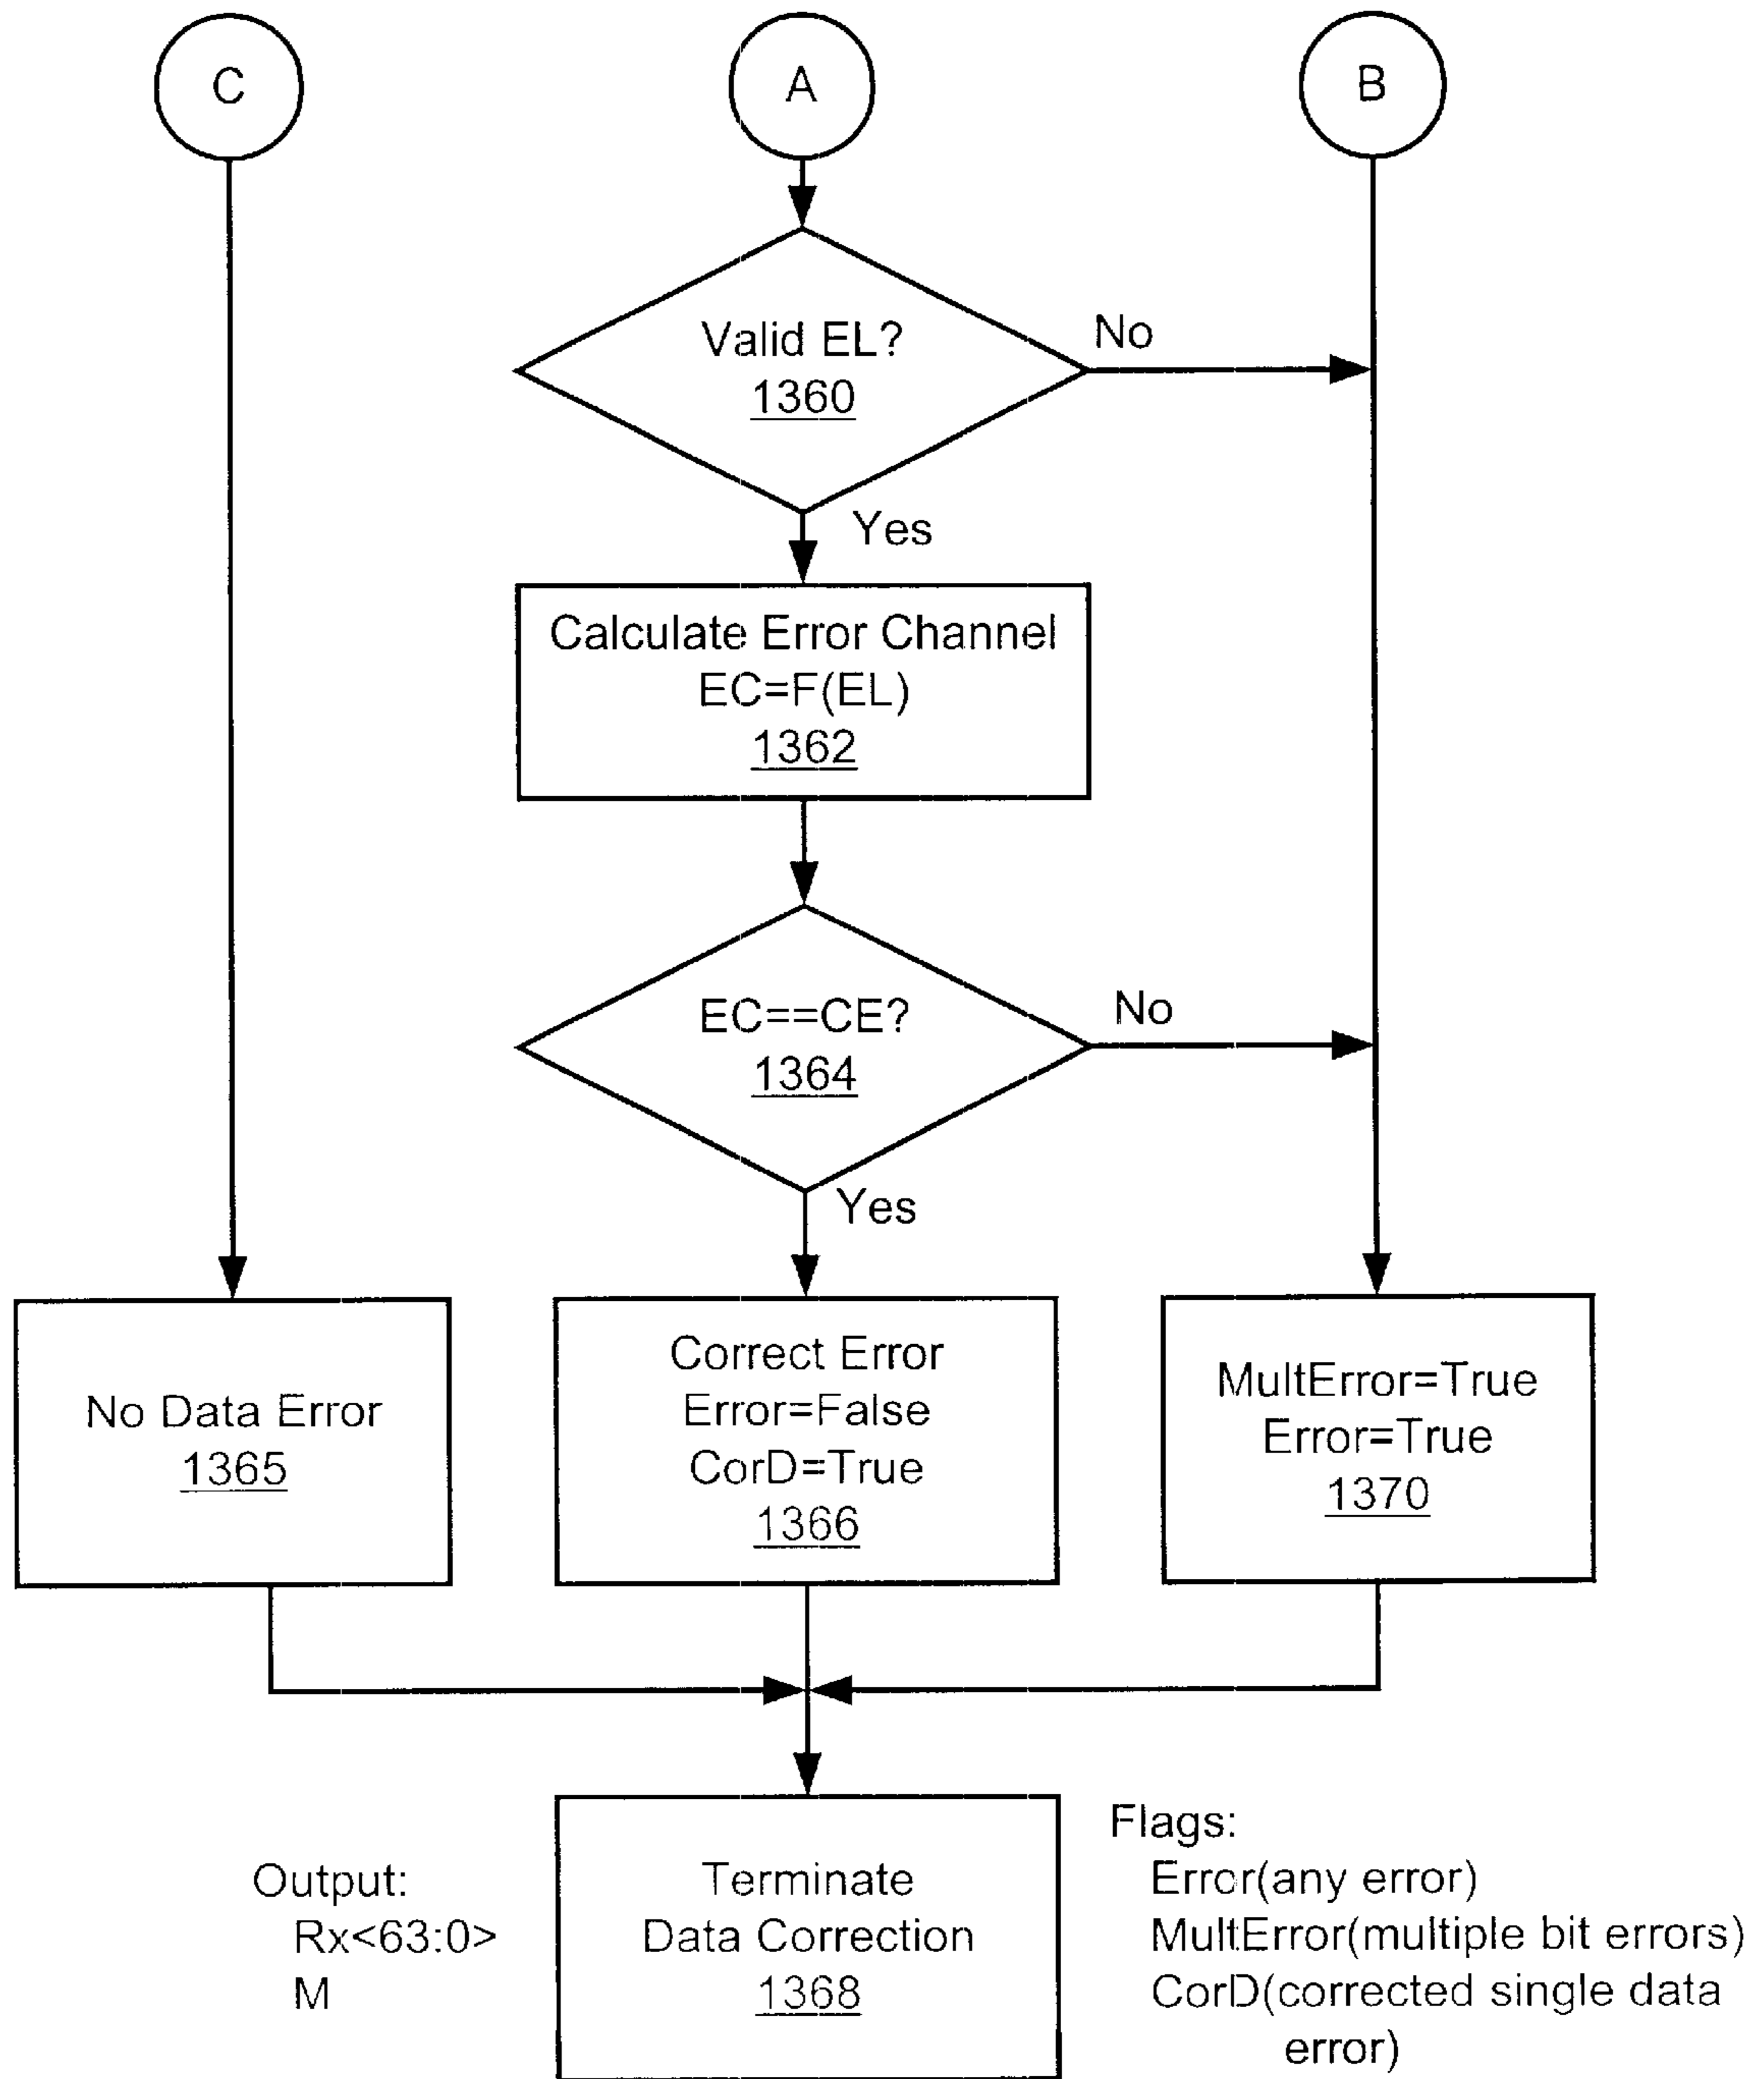 C
A
B
Valid EL?
1360
No
Yes
Calculate Error Channel
EC=F(EL)
1362
EC==CE?
1364
No
Yes
No Data Error
1365
Correct Error
Error=False
CorD=True
1366
MultError=True
Error=True
1370
Output:
Rx<63:0>
M
Terminate
Data Correction
1368
Flags:
Error(any error)
MultError(multiple bit errors)
CorD(corrected single data
error)